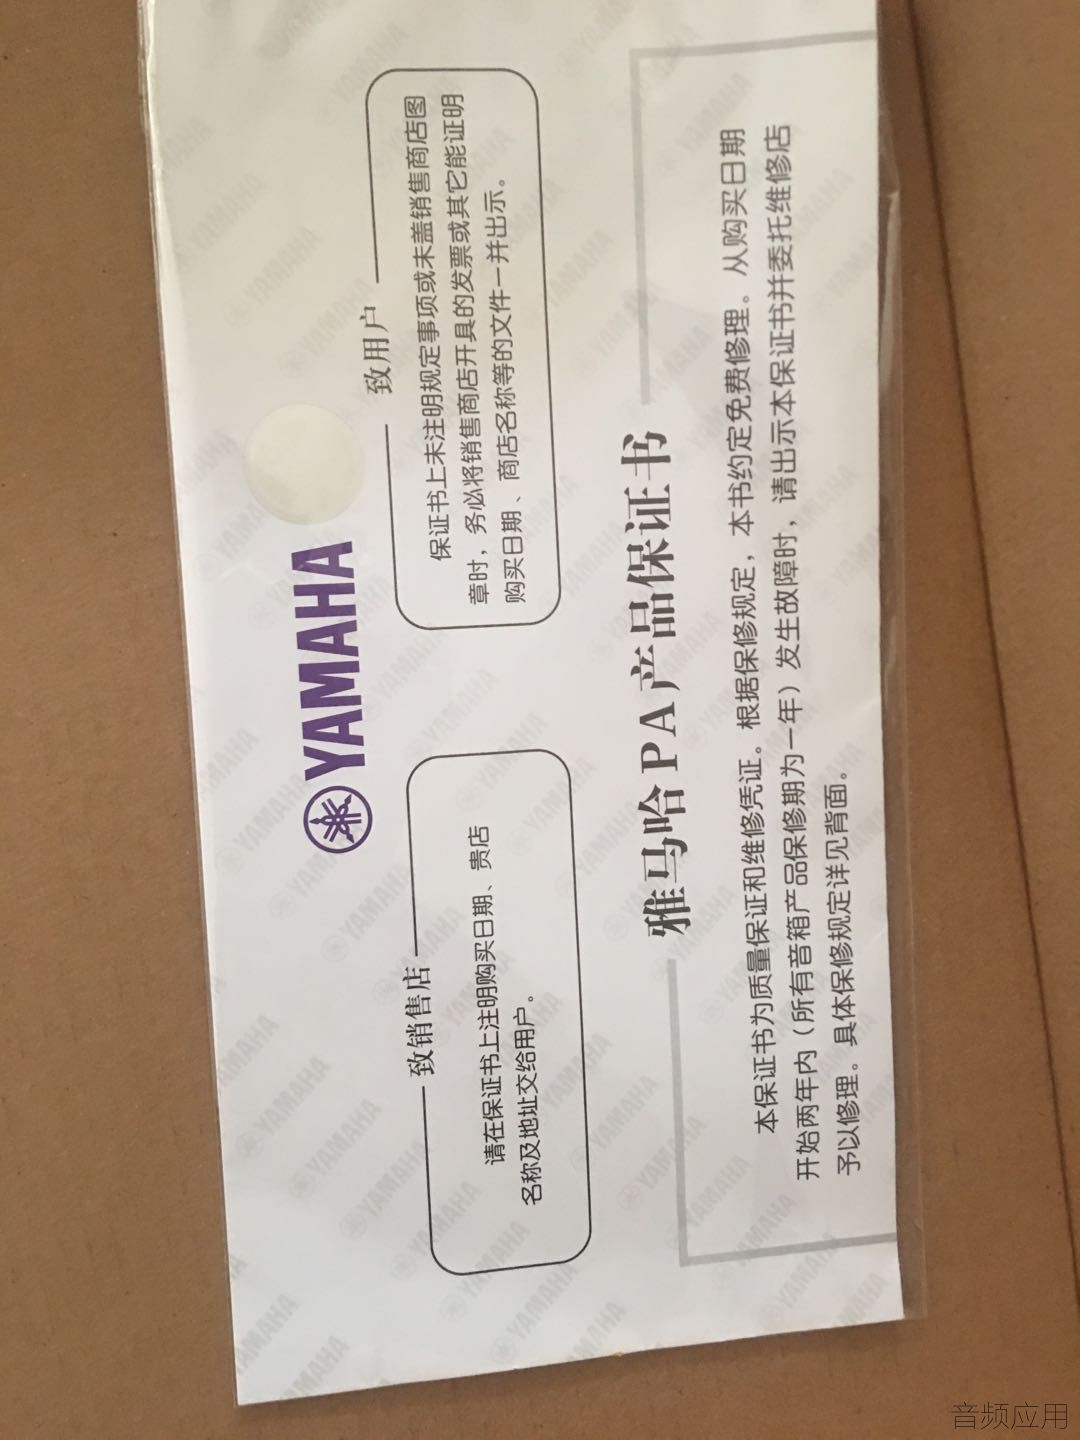 YAMAHA
致销售店
请在保证书上注明购买日期、贵店
名称及地址交给用户。
致用户
保证书上未注明规定事项或未盖销售商店图
章时，务必将销售商店开具的发票或其它能证明
购买日期、商店名称等的文件一并出示。
雅马哈PA产品保证书
本保证书为质量保证和维修凭证。根据保修规定，本书约定免费修理。从购买日期
开始两年内（所有音箱产品保修期为一年）发生故障时，请出示本保证书并委托维修店
予以修理。具体保修规定详见背面。
音频应用